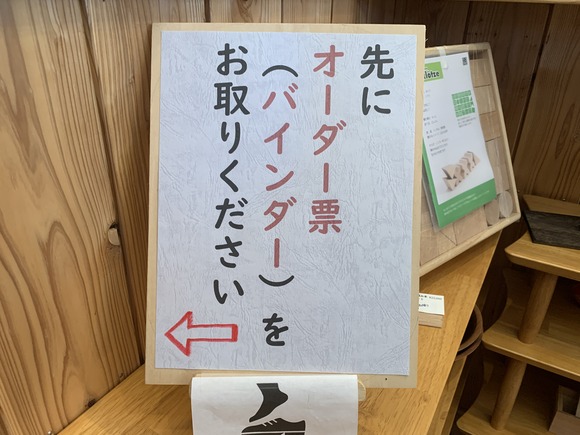 先に
オーダー票
（バインダー）を
お取りください